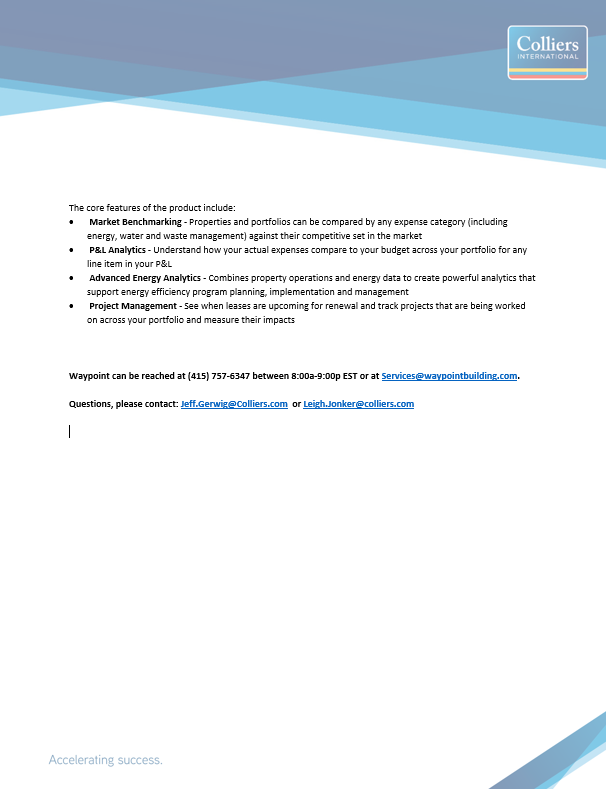 Colliers
INTERNATIONAL
The core features of the product include:
• Market Benchmarking - Properties and portfolios can be compared by any expense category (including
energy, water and waste management) against their competitive set in the market
• P&L Analytics - Understand how your actual expenses compare to your budget across your portfolio for any
line item in your P&L
• Advanced Energy Analytics - Combines property operations and energy data to create powerful analytics that
support energy efficiency program planning, implementation and management
• Project Management - See when leases are upcoming for renewal and track projects that are being worked
on across your portfolio and measure their impacts
Waypoint can be reached at (415) 757-6347 between 8:00a-9:00p EST or at Services@waypointbuilding.com.
Questions, please contact: Jeff.Gerwig@Colliers.com or Leigh.Jonker@colliers.com
Accelerating success.